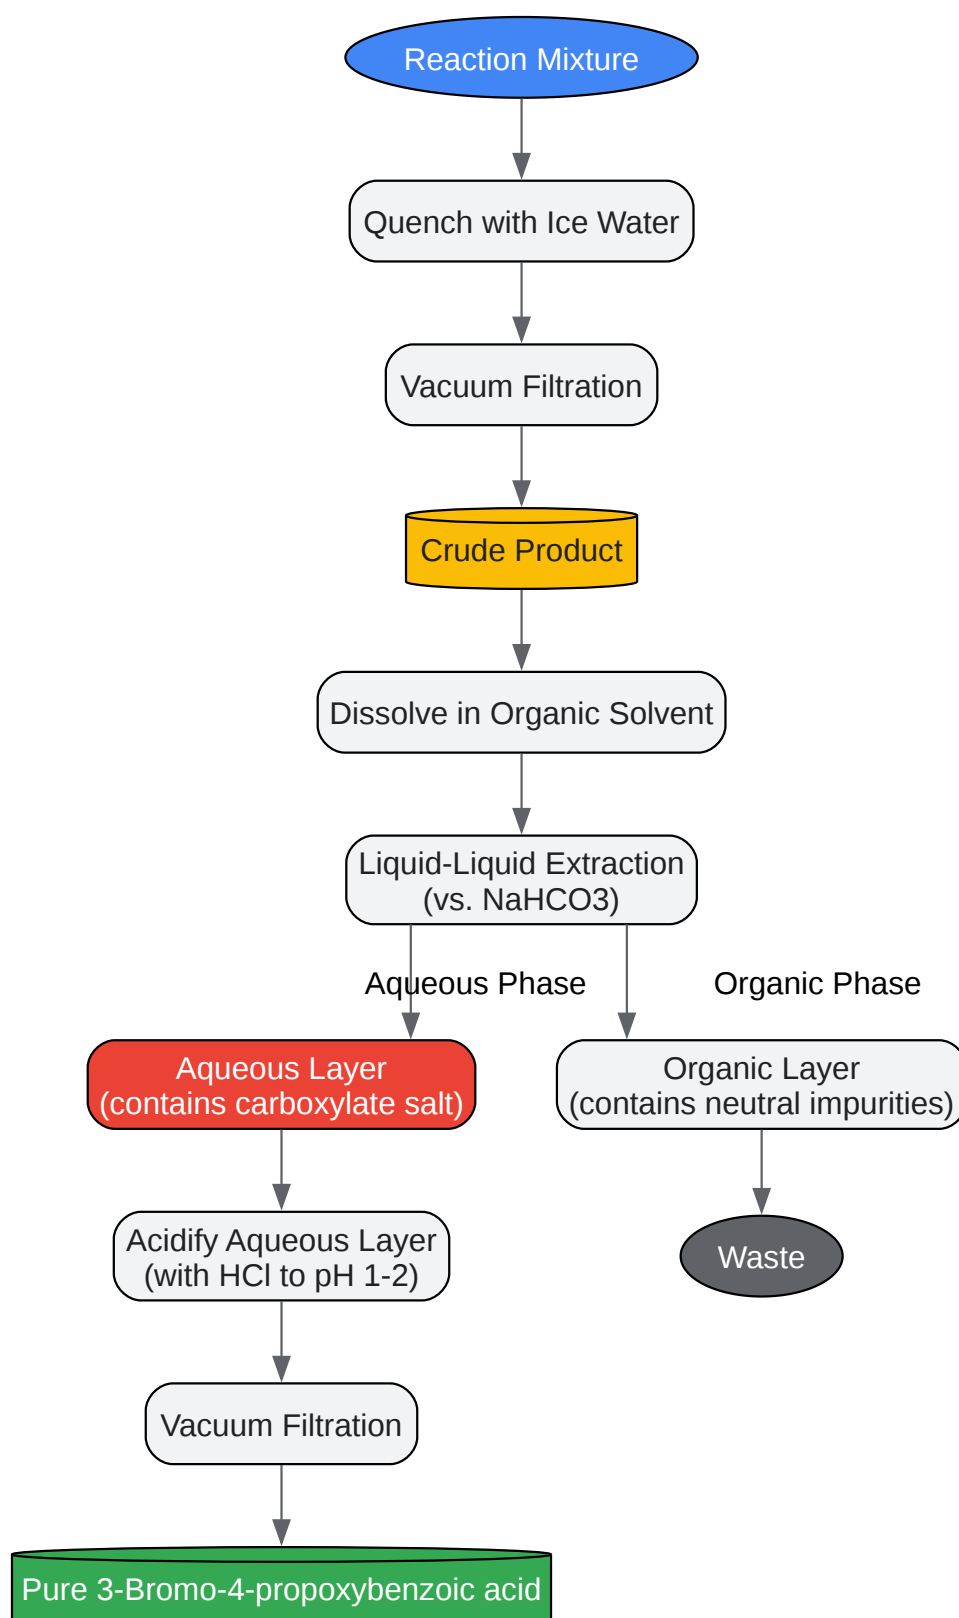 Reaction Mixture
Quench with Ice Water
Vacuum Filtration
Crude Product
Dissolve in Organic Solvent
Liquid-Liquid Extraction
(vs. NaHCO3)
Aqueous Phase
Organic Phase
Aqueous Layer
(contains carboxylate salt)
Organic Layer
(contains neutral impurities)
Acidify Aqueous Layer
(with HCl to pH 1-2)
Waste
Vacuum Filtration
Pure 3-Bromo-4-propoxybenzoic acid